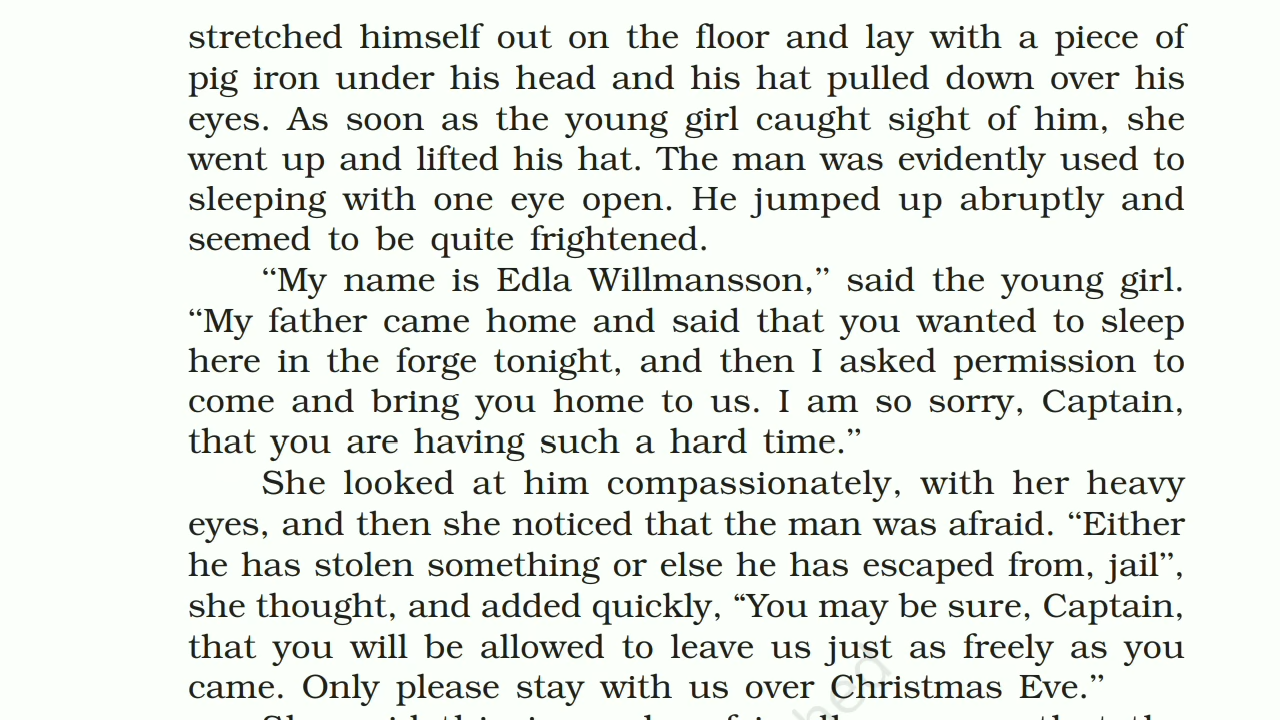 stretched himself out on the floor and lay with a piece of
pig iron under his head and his hat pulled down over his
eyes. As soon as the young girl caught sight of him, she
went up and lifted his hat. The man was evidently used to
sleeping with one eye open. He jumped up abruptly and
seemed to be quite frightened.
“My name is Edla Willmansson,” said the young girl.
“My father came home and said that you wanted to sleep
here in the forge tonight, and then I asked permission to
come and bring you home to us. I am so sorry, Captain,
that you are having such a hard time.”
She looked at him compassionately, with her heavy
eyes, and then she noticed that the man was afraid. “Either
he has stolen something or else he has escaped from, jail”,
she thought, and added quickly, “You may be sure, Captain,
that you will be allowed to leave us just as freely as you
came. Only please stay with us over Christmas Eve.”